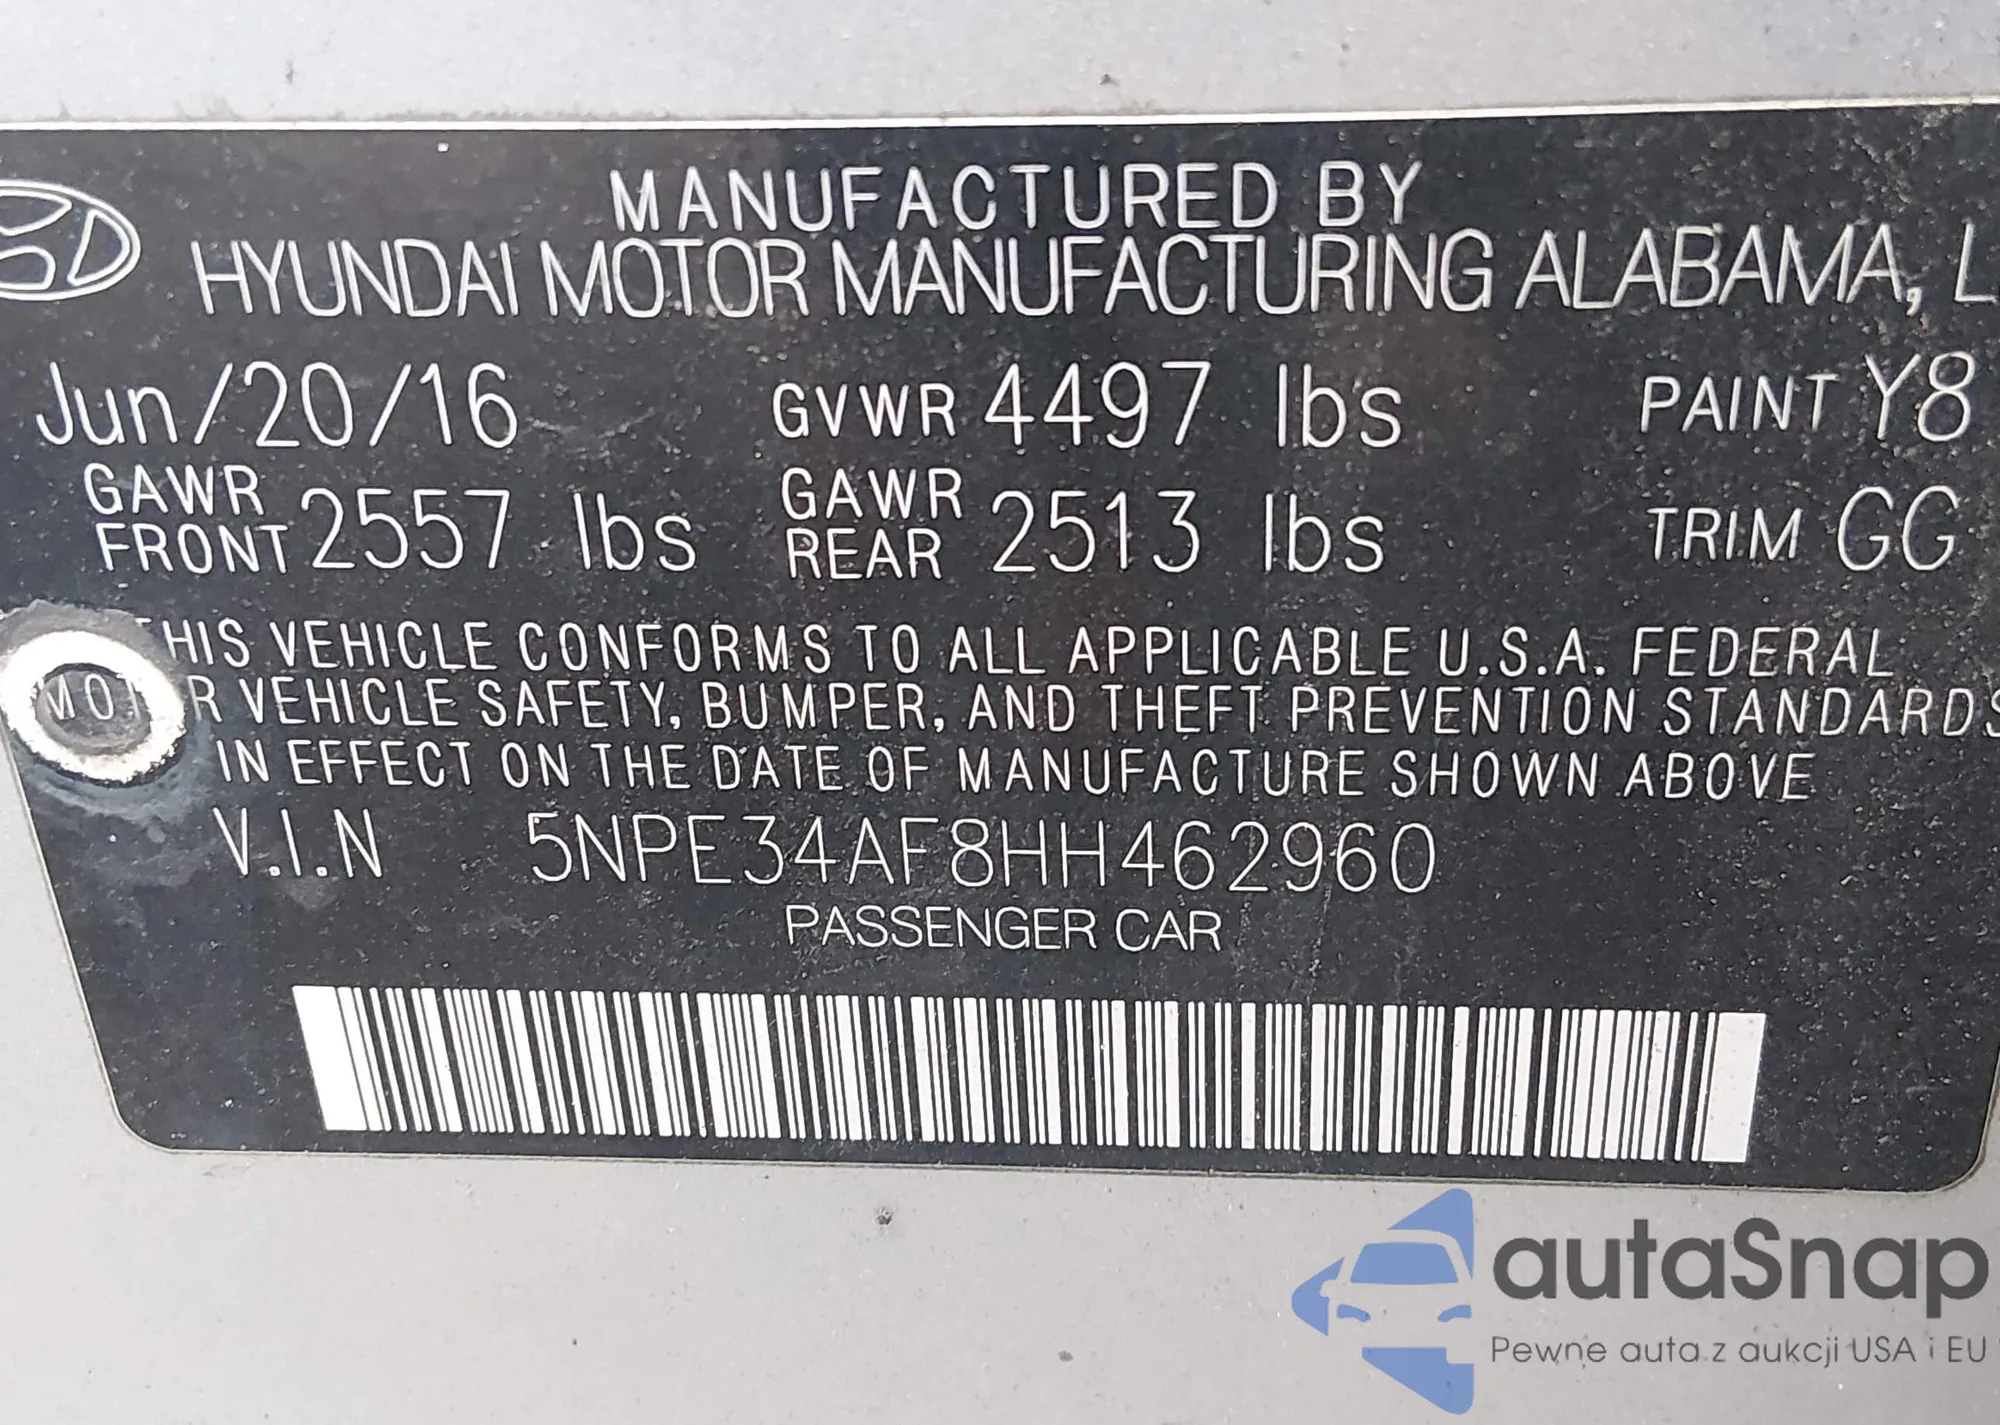 MANUFACTURED BY
HYUNDAI MOTOR MANUFACTURING ALABAMA, L
Jun/20/16 GVWR 4497 lbs PAINT Y8
GAWR FRONT 2557 lbs GAWR REAR 2513 lbs TRIM GG
THIS VEHICLE CONFORMS TO ALL APPLICABLE U.S.A. FEDERAL
MOTOR VEHICLE SAFETY, BUMPER, AND THEFT PREVENTION STANDARDS
IN EFFECT ON THE DATE OF MANUFACTURE SHOWN ABOVE
V.I.N 5NPE34AF8HH462960
PASSENGER CAR
autaSnap
Pewne auta z aukcji USA i EU